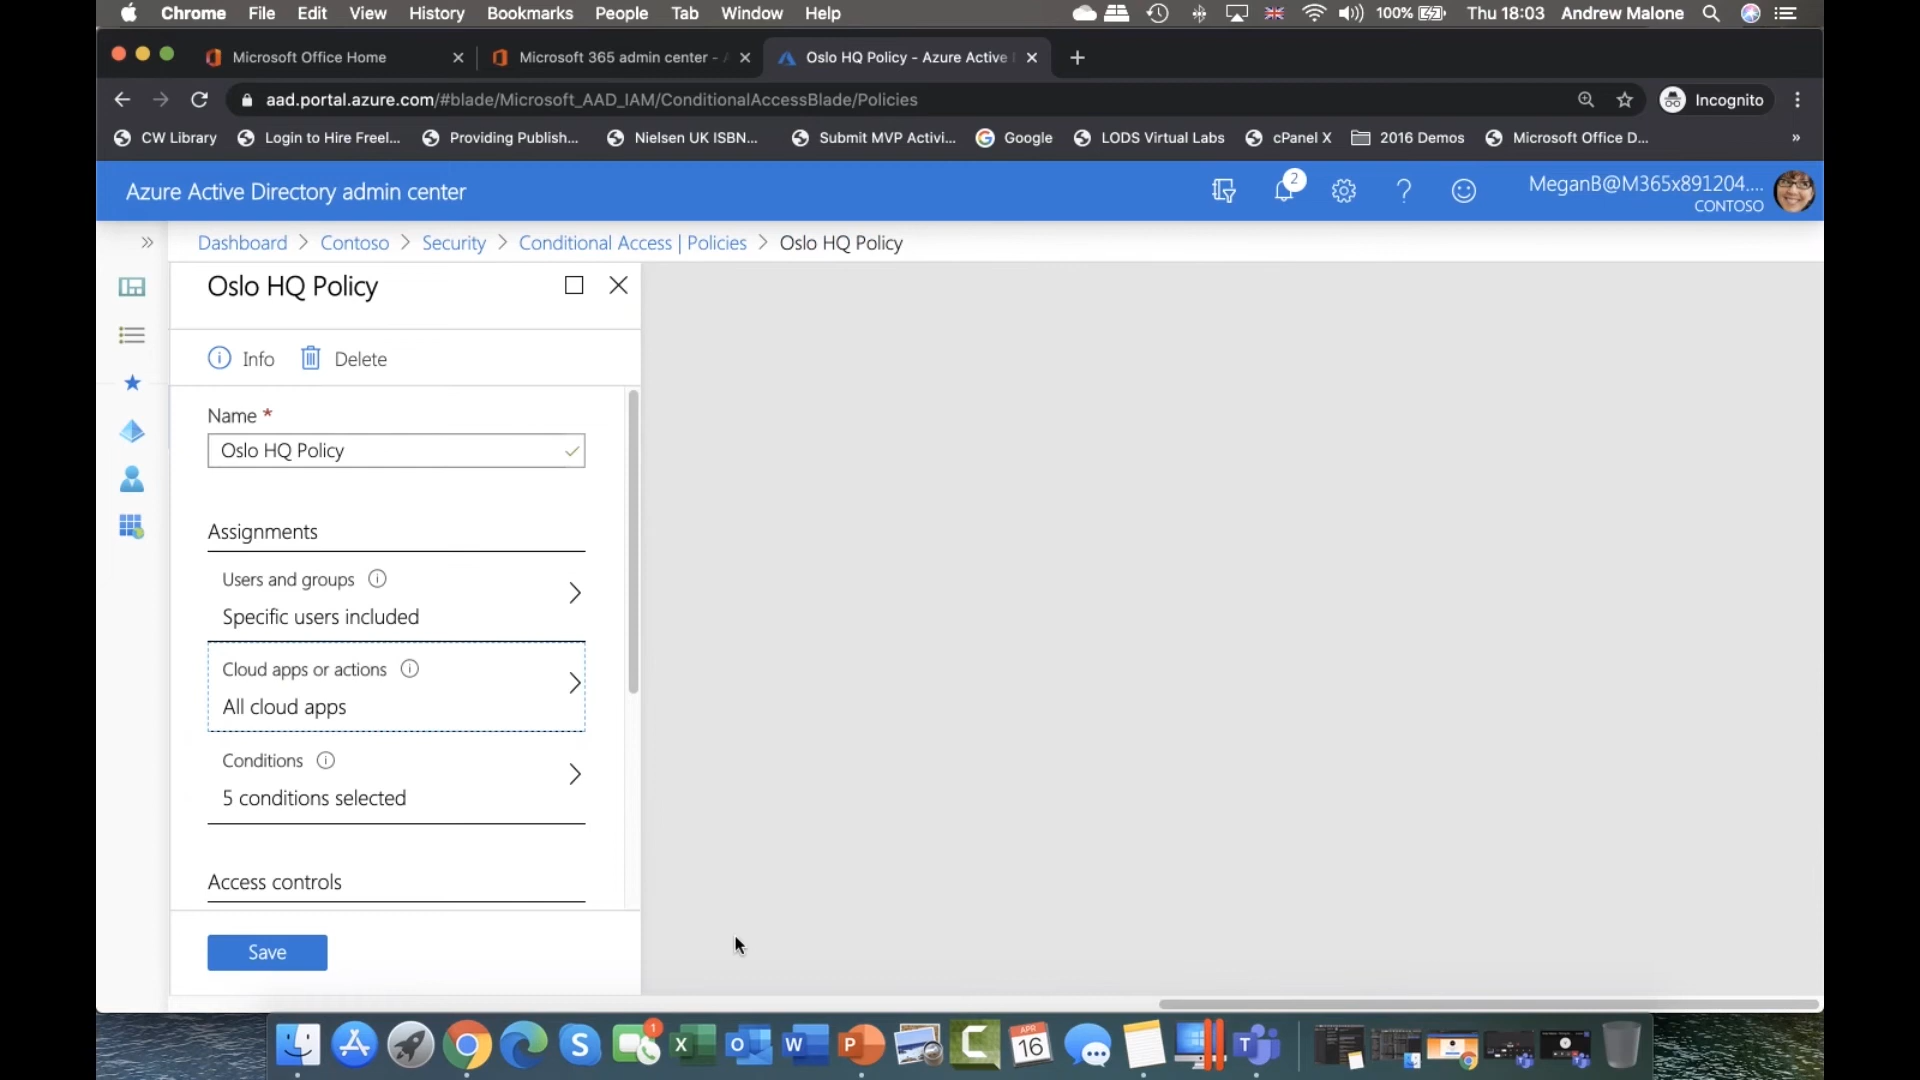 Chrome File Edit View History Bookmarks People Tab Window Help 100% Thu 18:03 Andrew Malone
Microsoft Office Home Microsoft 365 admin center - Oslo HQ Policy - Azure Active
aad.portal.azure.com/#blade/Microsoft_AAD_IAM/ConditionalAccessBlade/Policies Incognito
CW Library Login to Hire Freel... Providing Publish... Nielsen UK ISBN... Submit MVP Activi... Google LODS Virtual Labs cPanel X 2016 Demos Microsoft Office D... »
Azure Active Directory admin center 2 MeganB@M365x891204....
CONTOSO
Dashboard > Contoso > Security > Conditional Access | Policies > Oslo HQ Policy
Oslo HQ Policy
Info Delete
Name *
Oslo HQ Policy
Assignments
Users and groups
Specific users included
Cloud apps or actions
All cloud apps
Conditions
5 conditions selected
Access controls
Save
1
APR
16